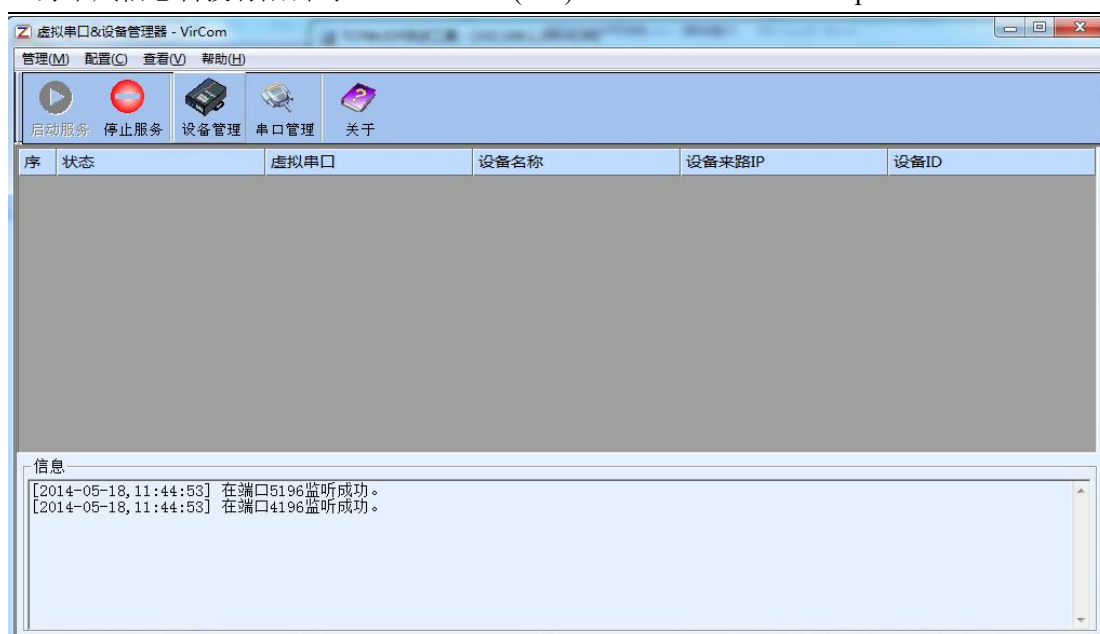 虚拟串口&设备管理器 - VirCom
管理(M) 配置(C) 查看(V) 帮助(H)
启动服务 停止服务 设备管理 串口管理 关于
序 状态 虚拟串口 设备名称 设备来路IP 设备ID
信息
[2014-05-18,11:44:53] 在端口5196监听成功。
[2014-05-18,11:44:53] 在端口4196监听成功。